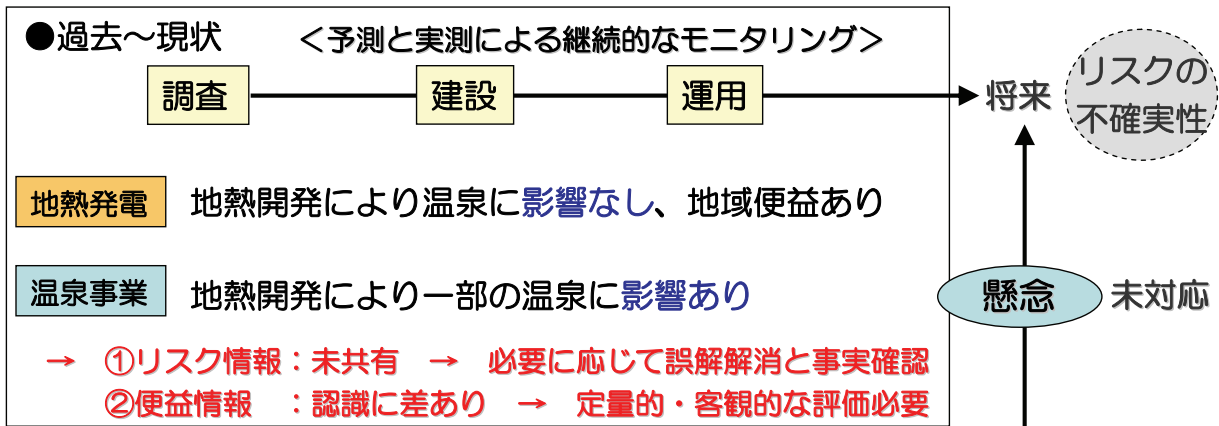 ●過去～現状 ＜予測と実測による継続的なモニタリング＞
調査 建設 運用 将来 リスクの
不確実性
地熱発電 地熱開発により温泉に影響なし、地域便益あり
温泉事業 地熱開発により一部の温泉に影響あり 懸念 未対応
→ ①リスク情報：未共有 → 必要に応じて誤解解消と事実確認
②便益情報 ：認識に差あり → 定量的・客観的な評価必要